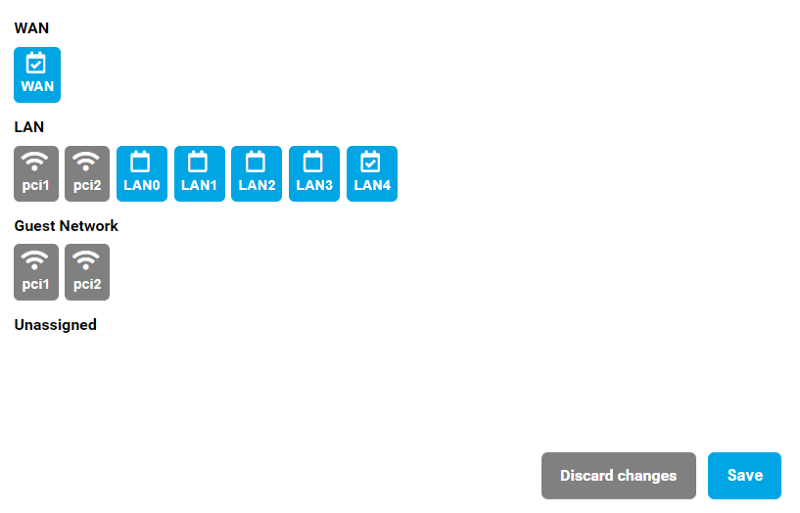 WAN
WAN
LAN
pci1 pci2 LAN0 LAN1 LAN2 LAN3 LAN4
Guest Network
pci1 pci2
Unassigned
Discard changes Save